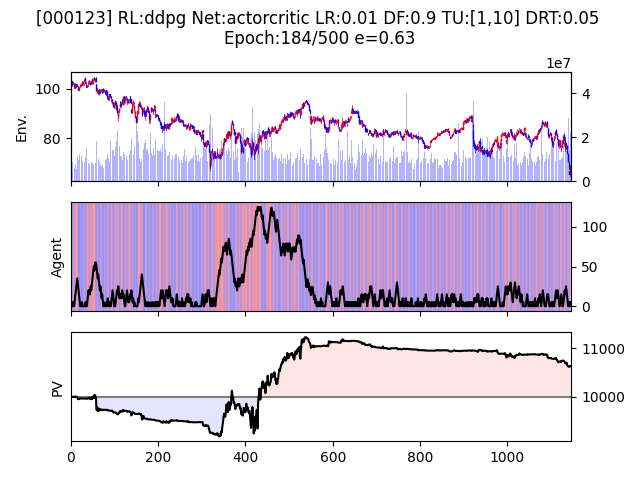 [000123] RL:ddpg Net:actorcritic LR:0.01 DF:0.9 TU:[1,10] DRT:0.05
Epoch:184/500 e=0.63
1e7
Env.
100
80
4
2
0
Agent
100
50
0
PV
11000
10000
0 200 400 600 800 1000